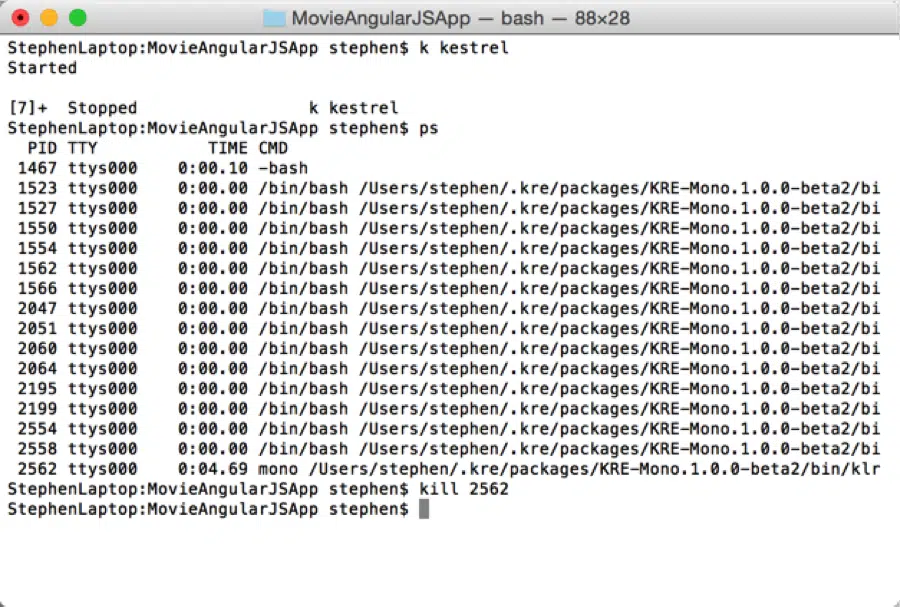 MovieAngularJSApp — bash — 88×28
StephenLaptop:MovieAngularJSApp stephen$ k kestrel
Started
[7]+  Stopped                 k kestrel
StephenLaptop:MovieAngularJSApp stephen$ ps
  PID TTY           TIME CMD
 1467 ttys000    0:00.10 -bash
 1523 ttys000    0:00.00 /bin/bash /Users/stephen/.kre/packages/KRE-Mono.1.0.0-beta2/bi
 1527 ttys000    0:00.00 /bin/bash /Users/stephen/.kre/packages/KRE-Mono.1.0.0-beta2/bi
 1550 ttys000    0:00.00 /bin/bash /Users/stephen/.kre/packages/KRE-Mono.1.0.0-beta2/bi
 1554 ttys000    0:00.00 /bin/bash /Users/stephen/.kre/packages/KRE-Mono.1.0.0-beta2/bi
 1562 ttys000    0:00.00 /bin/bash /Users/stephen/.kre/packages/KRE-Mono.1.0.0-beta2/bi
 1566 ttys000    0:00.00 /bin/bash /Users/stephen/.kre/packages/KRE-Mono.1.0.0-beta2/bi
 2047 ttys000    0:00.00 /bin/bash /Users/stephen/.kre/packages/KRE-Mono.1.0.0-beta2/bi
 2051 ttys000    0:00.00 /bin/bash /Users/stephen/.kre/packages/KRE-Mono.1.0.0-beta2/bi
 2060 ttys000    0:00.00 /bin/bash /Users/stephen/.kre/packages/KRE-Mono.1.0.0-beta2/bi
 2064 ttys000    0:00.00 /bin/bash /Users/stephen/.kre/packages/KRE-Mono.1.0.0-beta2/bi
 2195 ttys000    0:00.00 /bin/bash /Users/stephen/.kre/packages/KRE-Mono.1.0.0-beta2/bi
 2199 ttys000    0:00.00 /bin/bash /Users/stephen/.kre/packages/KRE-Mono.1.0.0-beta2/bi
 2554 ttys000    0:00.00 /bin/bash /Users/stephen/.kre/packages/KRE-Mono.1.0.0-beta2/bi
 2558 ttys000    0:00.00 /bin/bash /Users/stephen/.kre/packages/KRE-Mono.1.0.0-beta2/bi
 2562 ttys000    0:04.69 mono /Users/stephen/.kre/packages/KRE-Mono.1.0.0-beta2/bin/klr
StephenLaptop:MovieAngularJSApp stephen$ kill 2562
StephenLaptop:MovieAngularJSApp stephen$